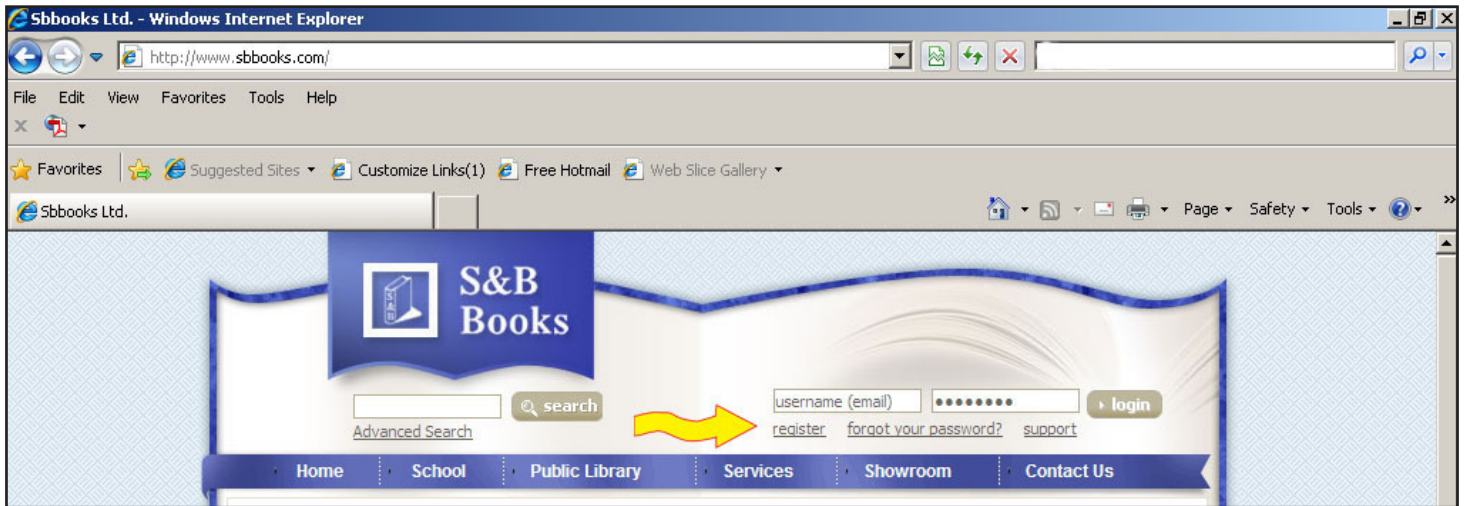 Sbbooks Ltd. - Windows Internet Explorer
http://www.sbbooks.com/
File Edit View Favorites Tools Help
Favorites Suggested Sites Customize Links(1) Free Hotmail Web Slice Gallery
Sbbooks Ltd. Page Safety Tools
S&B
Books
S&B
search username (email) •••••••• login
Advanced Search register forgot your password? support
Home School Public Library Services Showroom Contact Us